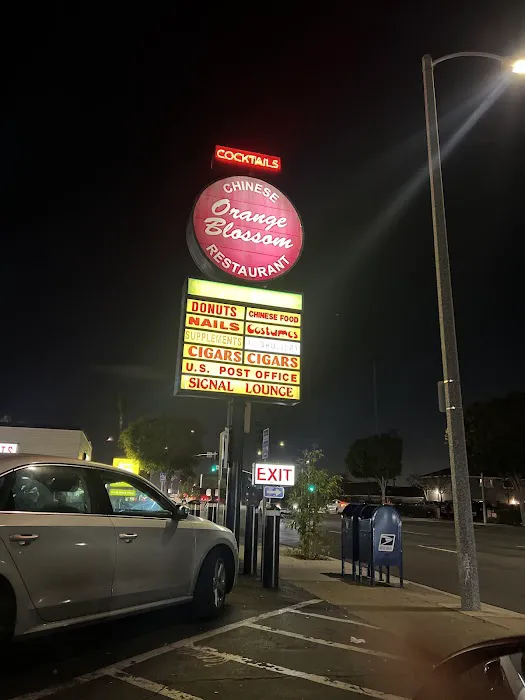 COCKTAILS
CHINESE
Orange
Blossom
RESTAURANT
DONUTS CHINESE FOOD
NAILS Costumes
SUPPLEMENTS
CIGARS CIGARS
U.S. POST OFFICE
SIGNAL LOUNGE
EXIT